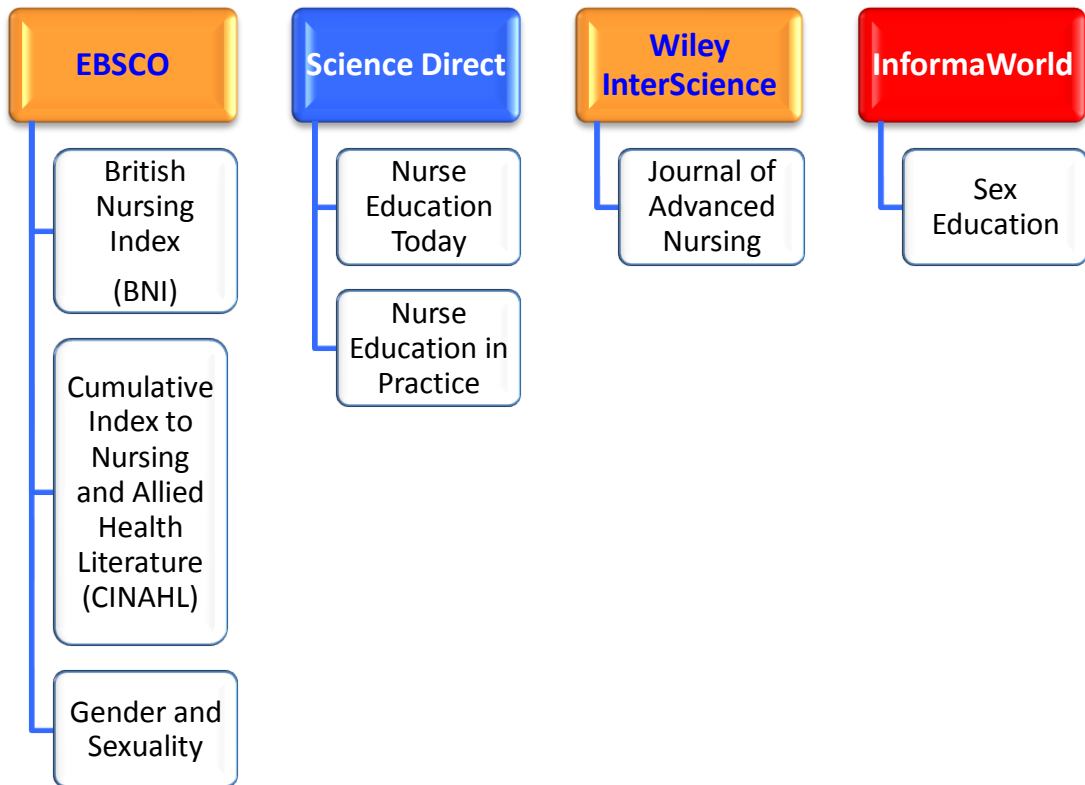 EBSCO
British
Nursing
Index
(BNI)
Cumulative
Index to
Nursing
and Allied
Health
Literature
(CINAHL)
Gender and
Sexuality
Science Direct
Nurse
Education
Today
Nurse
Education in
Practice
Wiley
InterScience
Journal of
Advanced
Nursing
InformaWorld
Sex
Education